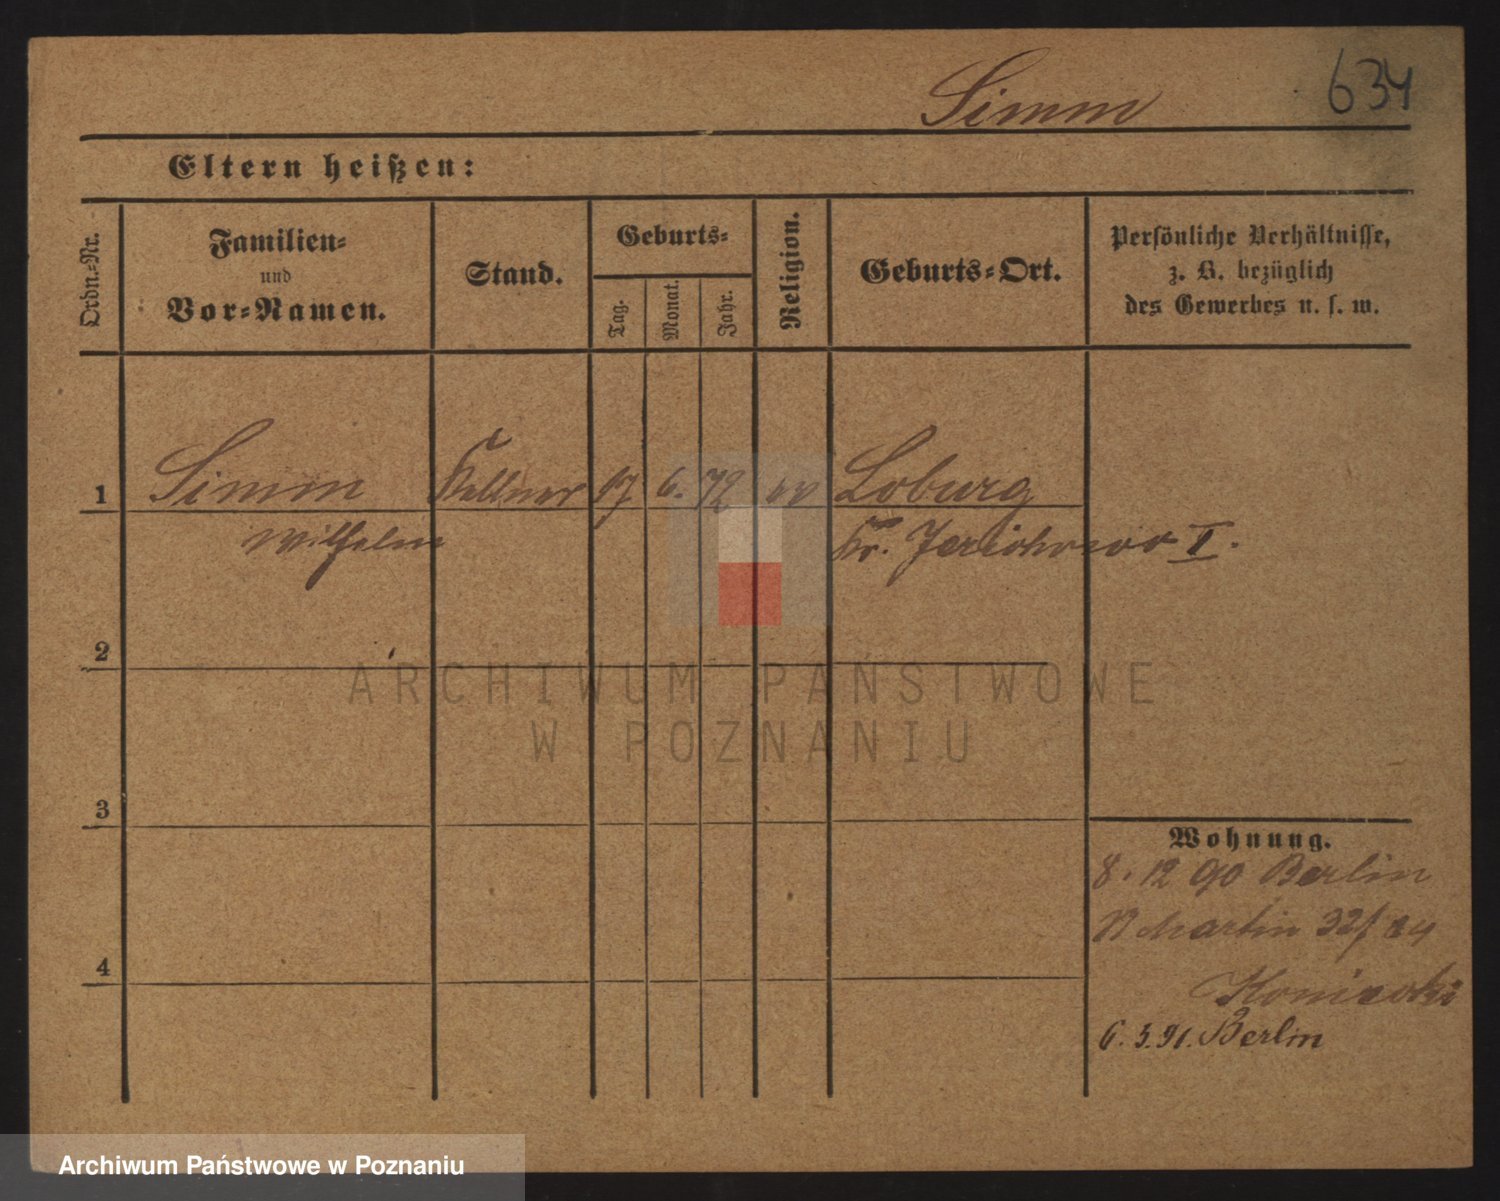 Simm
634
Eltern heißen:
Ordn.-Nr.
Familien-
und
Vor-Namen.
Stand.
Geburts-
Tag.
Monat.
Jahr.
Religion.
Geburts-Ort.
Persönliche Verhältnisse,
z. B. bezüglich
des Gewerbes u. s. w.
1 Simm Kellner 17 6. 72 ev Loburg
Wilhelm Kr. Jerichow I.
2
3
4
Wohnung.
8. 12 90 Berlin
Martin 32/
6. 3. 91. Berlin
ARCHIWUM PAŃSTWOWE
W POZNANIU
Archiwum Państwowe w Poznaniu